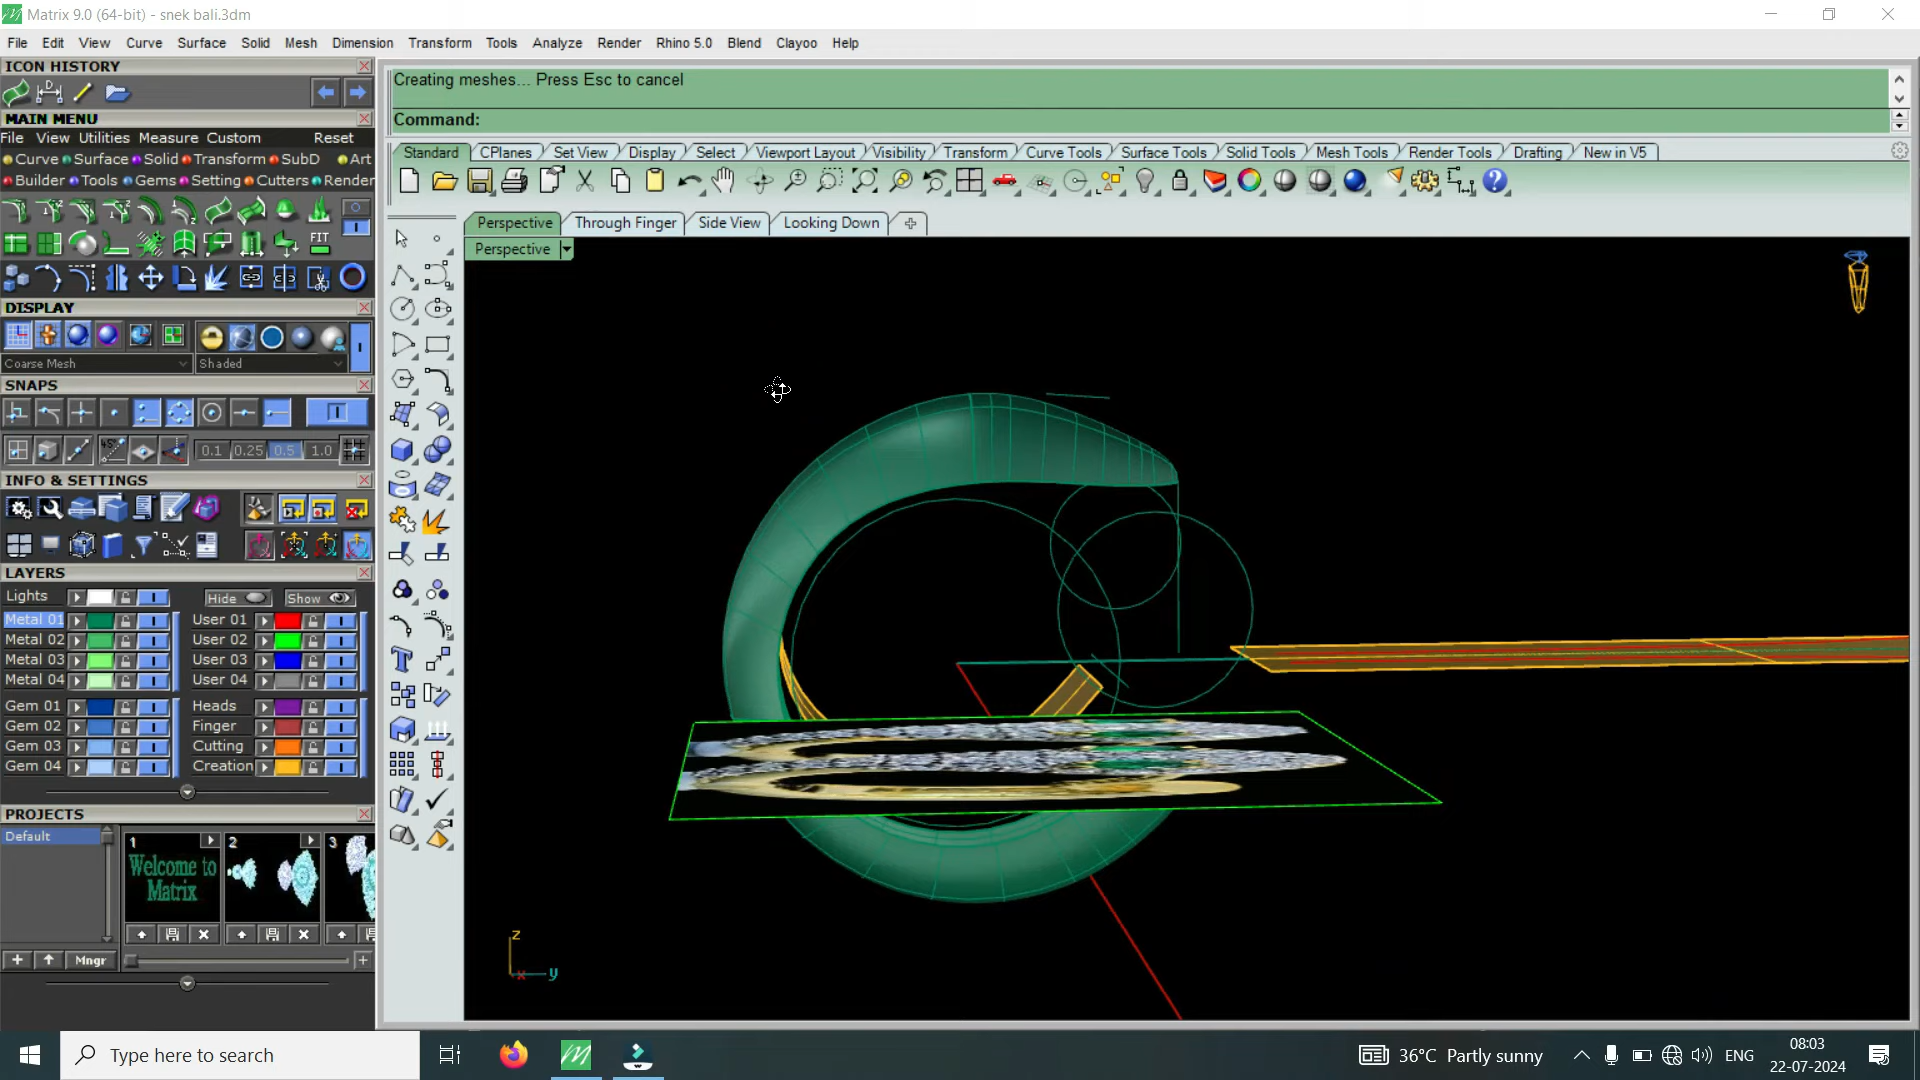 Matrix 9.0 (64-bit) - snek bali.3dm
File Edit View Curve Surface Solid Mesh Dimension Transform Tools Analyze Render Rhino 5.0 Blend Clayoo Help
ICON HISTORY
MAIN MENU
File View Utilities Measure Custom Reset
Curve Surface Solid Transform SubD Art
Builder Tools Gems Setting Cutters Render
FIT
DISPLAY
Coarse Mesh Shaded
SNAPS
45°
0.1 0.25 0.5 1.0
INFO & SETTINGS
LAYERS
Lights Hide Show
Metal 01 User 01
Metal 02 User 02
Metal 03 User 03
Metal 04 User 04
Gem 01 Heads
Gem 02 Finger
Gem 03 Cutting
Gem 04 Creation
PROJECTS
Default
1 2 3
Welcome to
Matrix
Mngr
Creating meshes... Press Esc to cancel
Command:
Standard CPlanes Set View Display Select Viewport Layout Visibility Transform Curve Tools Surface Tools Solid Tools Mesh Tools Render Tools Drafting New in V5
Perspective Through Finger Side View Looking Down
Perspective
z
x y
Type here to search
36°C Partly sunny
ENG
08:03
22-07-2024